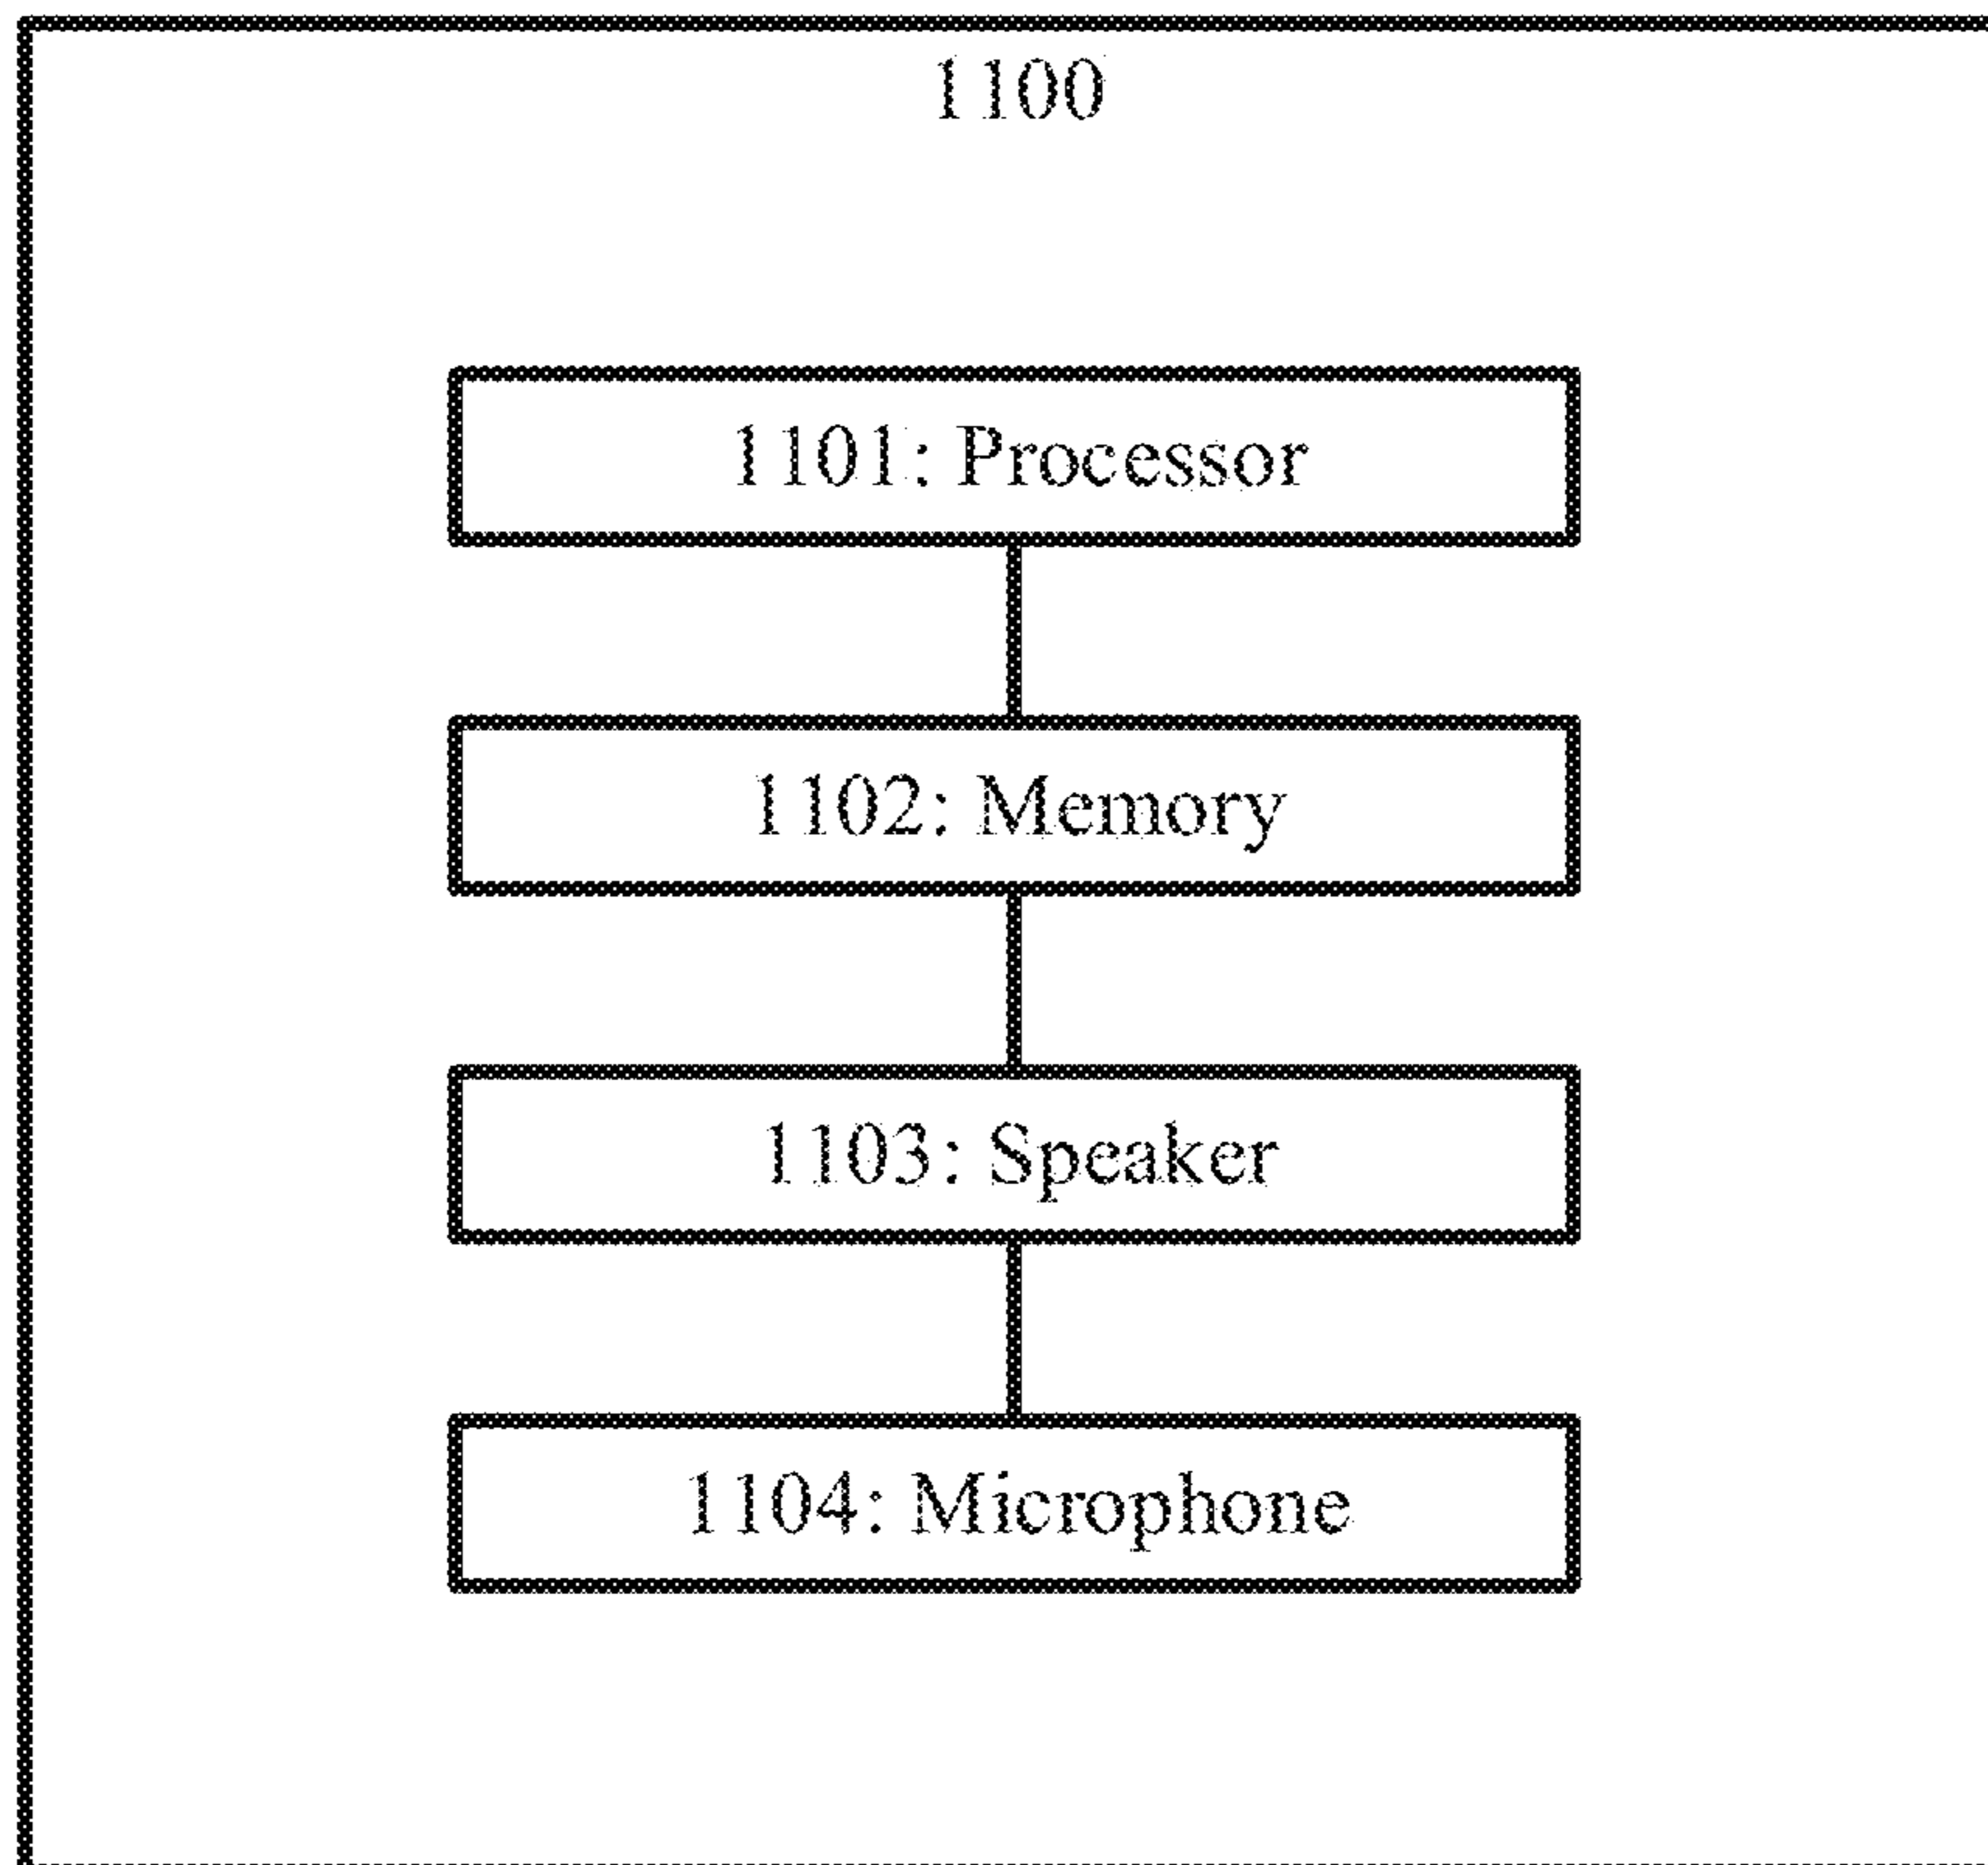 1100
1101: Processor
1102: Memory
1103: Speaker
1104: Microphone